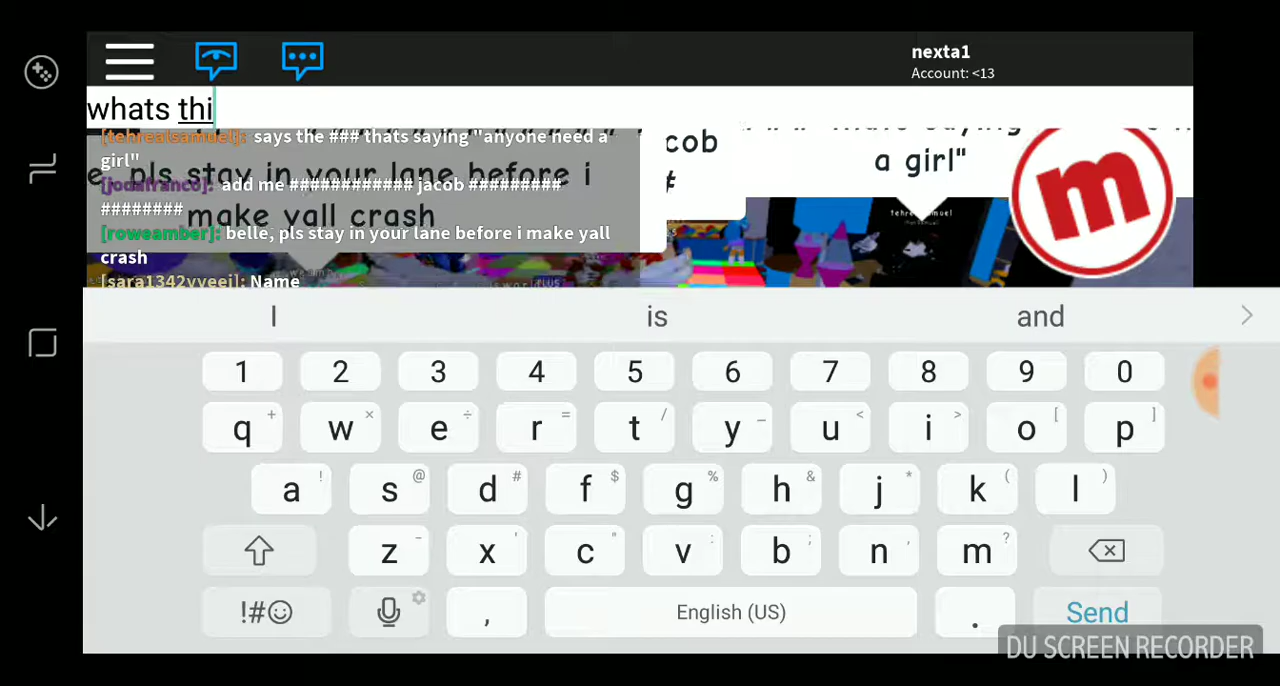 nexta1
Account: <13
whats thi
[tehrealsamuel]: says the ### thats saying "anyone need a
girl"
[jodafranco]: add me ############ jacob #########
########
[roweamber]: belle, pls stay in your lane before i make yall
crash
[sara1342yyeei]: Name
e, pls stay in your lane before i
make yall crash
cob
#
a girl"
m
I is and
1 2 3 4 5 6 7 8 9 0
q + w × e ÷ r = t / y _ u < i > o [ p ]
a ! s @ d # f $ g % h & j * k ( l )
z - x ' c " v : b ; n , m ?
!#☺ , English (US) . Send
DU SCREEN RECORDER